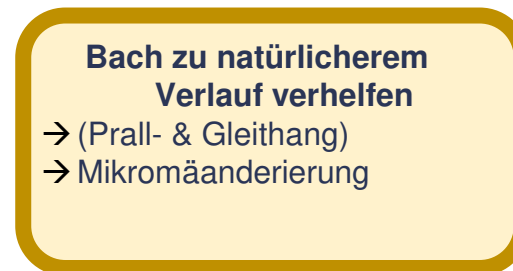 Bach zu natürlicherem
Verlauf verhelfen
→ (Prall- & Gleithang)
→ Mikromäanderierung